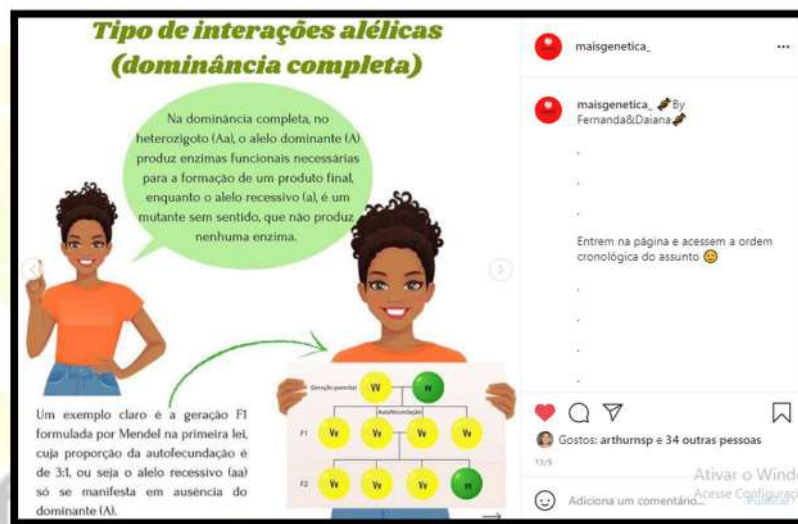 Tipo de interações alélicas
(dominância completa)
Na dominância completa, no
heterozigoto (Aa), o alelo dominante (A)
produz enzimas funcionais necessárias
para a formação de um produto final,
enquanto o alelo recessivo (a), é um
mutante sem sentido, que não produz
nenhuma enzima.
Um exemplo claro é a geração F1
formulada por Mendel na primeira lei,
cuja proporção da autofecundação é
de 3:1, ou seja o alelo recessivo (aa)
só se manifesta em ausência do
dominante (A).
Geração parental VV vv
Autofecundação
F1 Vv Vv Vv Vv
F2 Vv Vv Vv vv
maisgenetica_
maisgenetica_ By
Fernanda&Daiana
.
.
.
Entrem na página e acessem a ordem
cronológica do assunto
.
.
.
.
Gostos: arthurnsp e 34 outras pessoas
13/5
Ativar o Wind
Adiciona um comentário...
Publicar